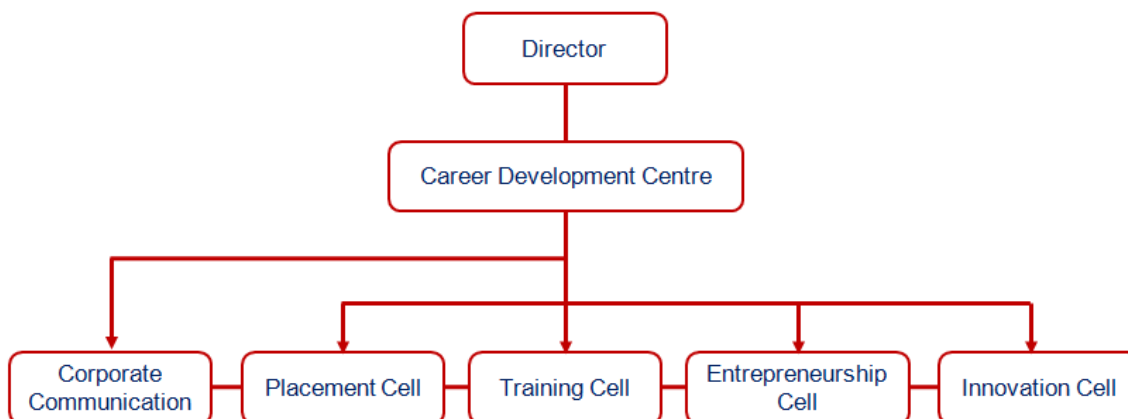 Director
Career Development Centre
Corporate
Communication
Placement Cell
Training Cell
Entrepreneurship
Cell
Innovation Cell